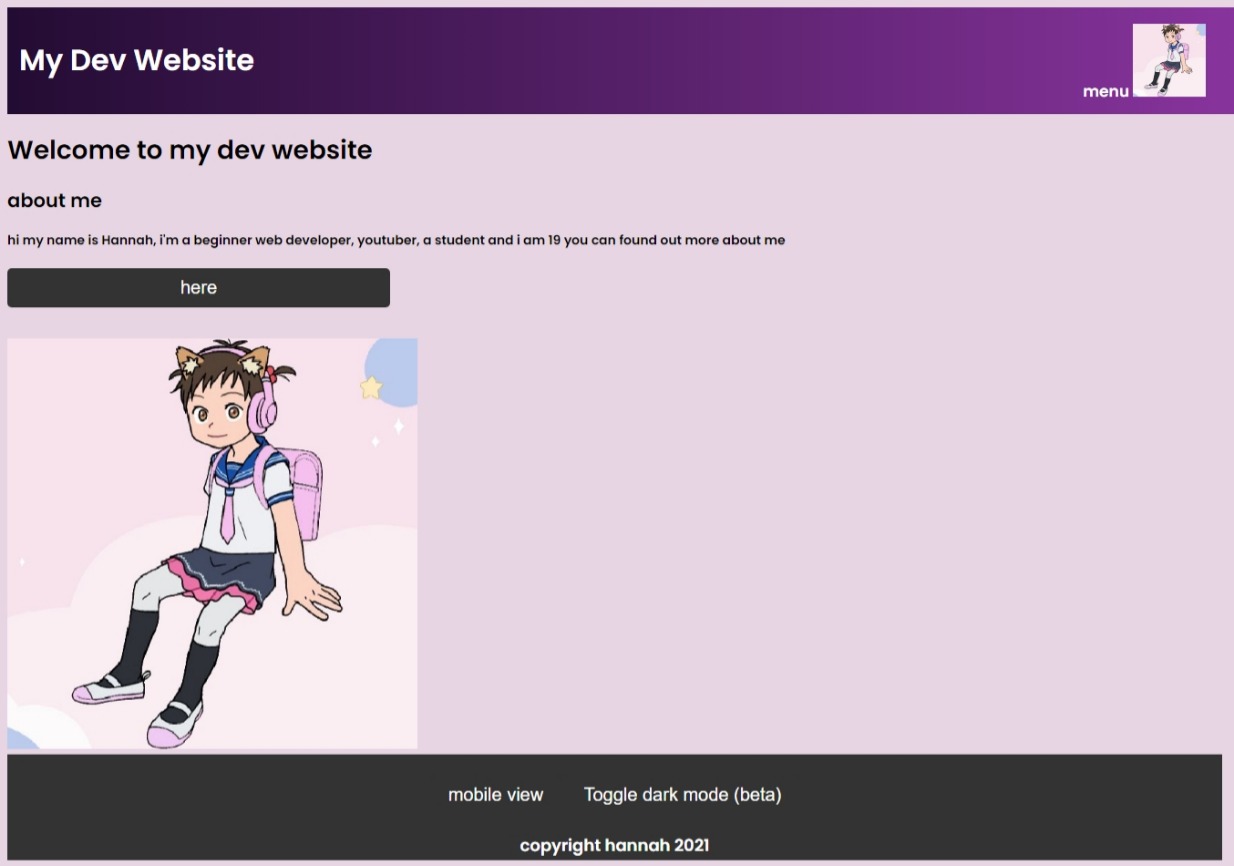 My Dev Website
menu
Welcome to my dev website
about me
hi my name is Hannah, i'm a beginner web developer, youtuber, a student and i am 19 you can found out more about me
here
mobile view Toggle dark mode (beta)
copyright hannah 2021